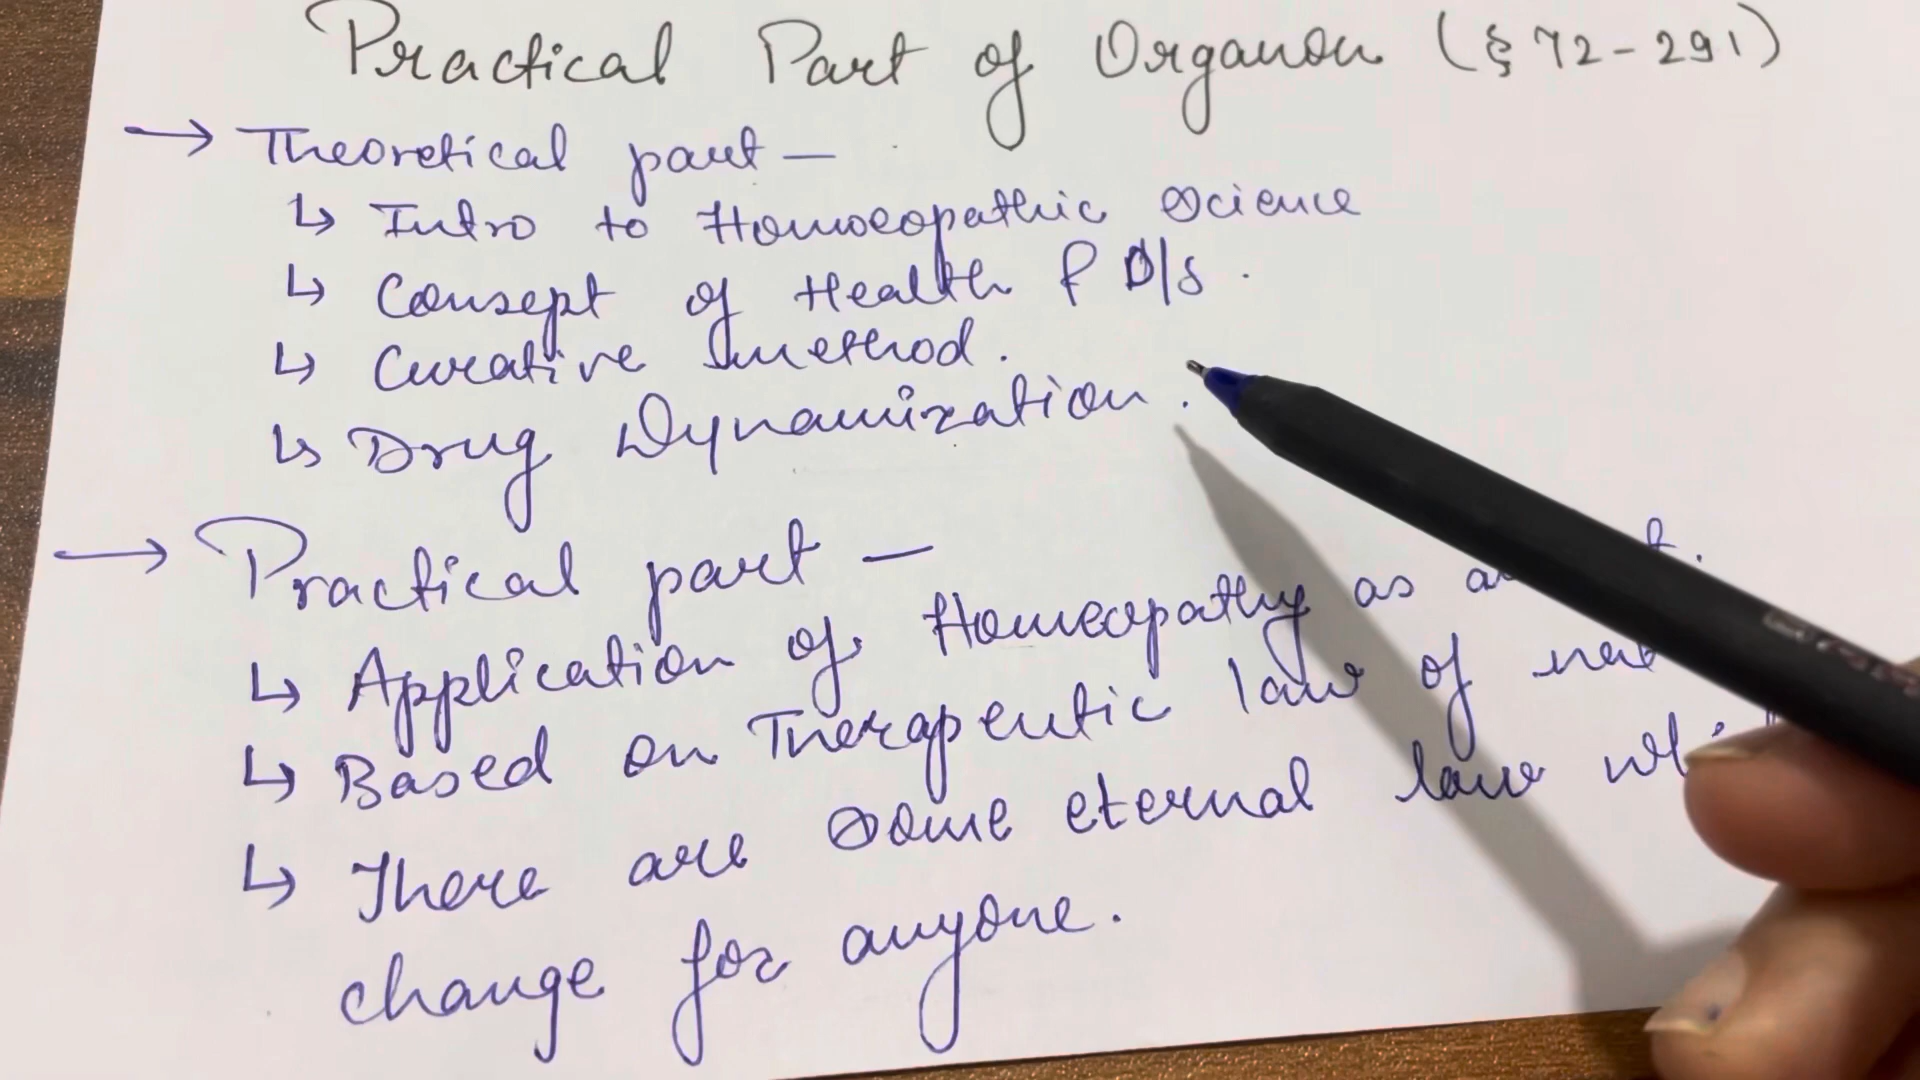 Practical Part of Organon (§ 72-291)
→ Theoretical part —
↳ Intro to Homoeopathic science
↳ Consept of Health & D/s.
↳ Curative method.
↳ Drug Dynamization.
→ Practical part —
↳ Application of Homeopathy as
↳ Based on Therapeutic law of
↳ There are some eternal law
change for anyone.